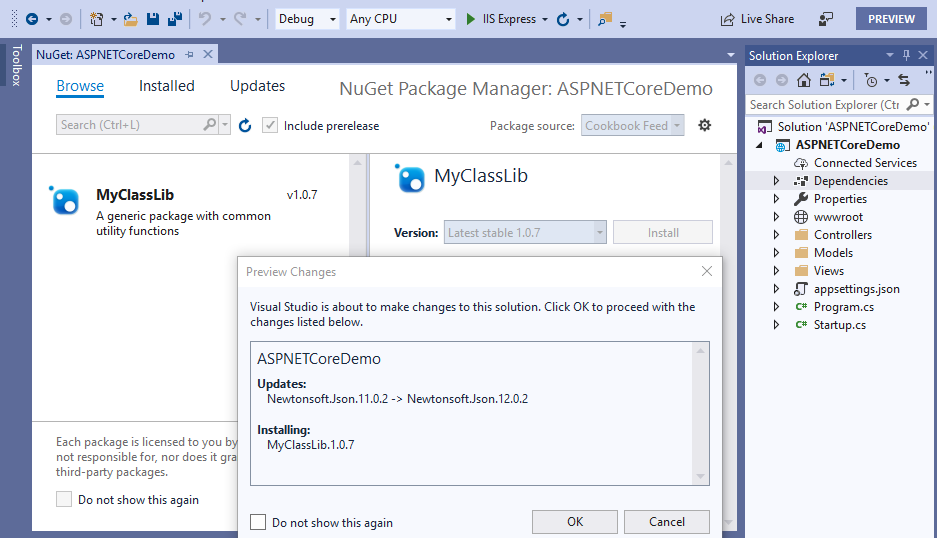 Debug
Any CPU
IIS Express
Live Share
PREVIEW
Toolbox
NuGet: ASPNETCoreDemo
Browse
Installed
Updates
NuGet Package Manager: ASPNETCoreDemo
Search (Ctrl+L)
Include prerelease
Package source:
Cookbook Feed
MyClassLib
v1.0.7
A generic package with common
utility functions
MyClassLib
Version:
Latest stable 1.0.7
Install
Each package is licensed to you by
not responsible for, nor does it gra
third-party packages.
Do not show this again
Preview Changes
Visual Studio is about to make changes to this solution. Click OK to proceed with the
changes listed below.
ASPNETCoreDemo
Updates:
Newtonsoft.Json.11.0.2 -> Newtonsoft.Json.12.0.2
Installing:
MyClassLib.1.0.7
Do not show this again
OK
Cancel
Solution Explorer
Search Solution Explorer (Ctr
Solution 'ASPNETCoreDemo'
ASPNETCoreDemo
Connected Services
Dependencies
Properties
wwwroot
Controllers
Models
Views
appsettings.json
C# Program.cs
C# Startup.cs